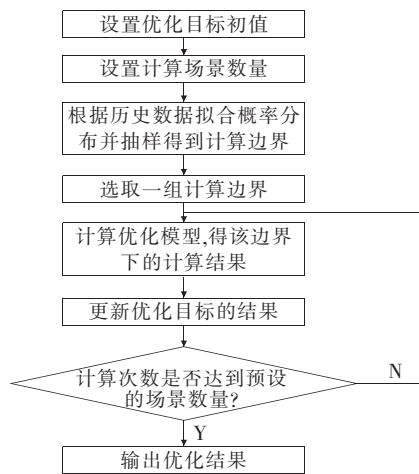 设置优化目标初值
设置计算场景数量
根据历史数据拟合概率分
布并抽样得到计算边界
选取一组计算边界
计算优化模型,得该边界
下的计算结果
更新优化目标的结果
计算次数是否达到预设
的场景数量?
N
Y
输出优化结果